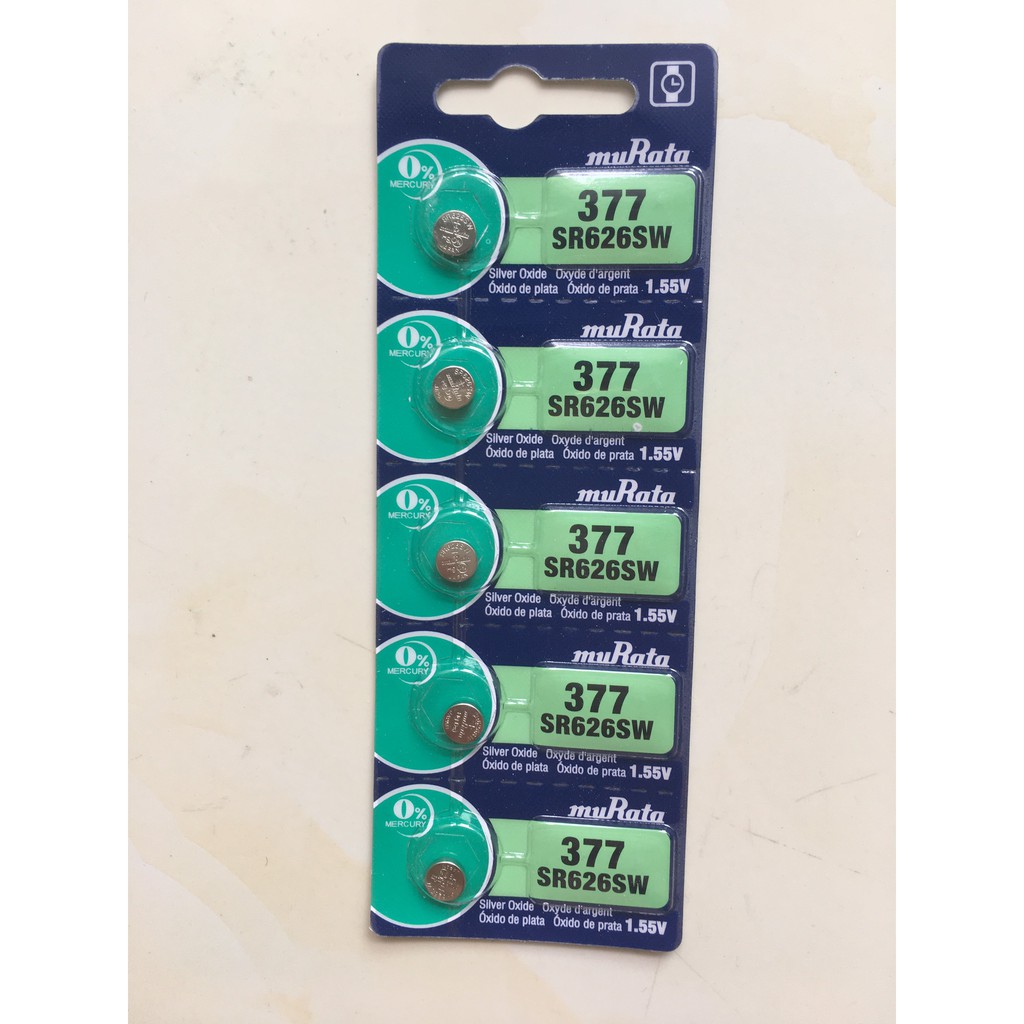 muRata
0%
MERCURY
377
SR626SW
SR626SW
Silver Oxide Oxyde d'argent
Óxido de plata Óxido de prata 1.55V
muRata
0%
MERCURY
377
SR626SW
Silver Oxide Oxyde d'argent
Óxido de plata Óxido de prata 1.55V
muRata
0%
MERCURY
377
SR626SW
Silver Oxide Oxyde d'argent
Óxido de plata Óxido de prata 1.55V
muRata
0%
MERCURY
377
SR626SW
Silver Oxide Oxyde d'argent
Óxido de plata Óxido de prata 1.55V
muRata
0%
MERCURY
377
SR626SW
Silver Oxide Oxyde d'argent
Óxido de plata Óxido de prata 1.55V